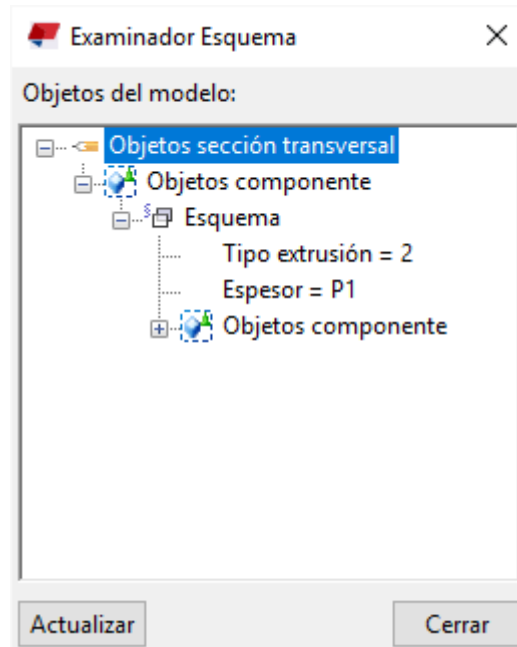 Examinador Esquema
Objetos del modelo:
Objetos sección transversal
Objetos componente
Esquema
Tipo extrusión = 2
Espesor = P1
Objetos componente
Actualizar
Cerrar